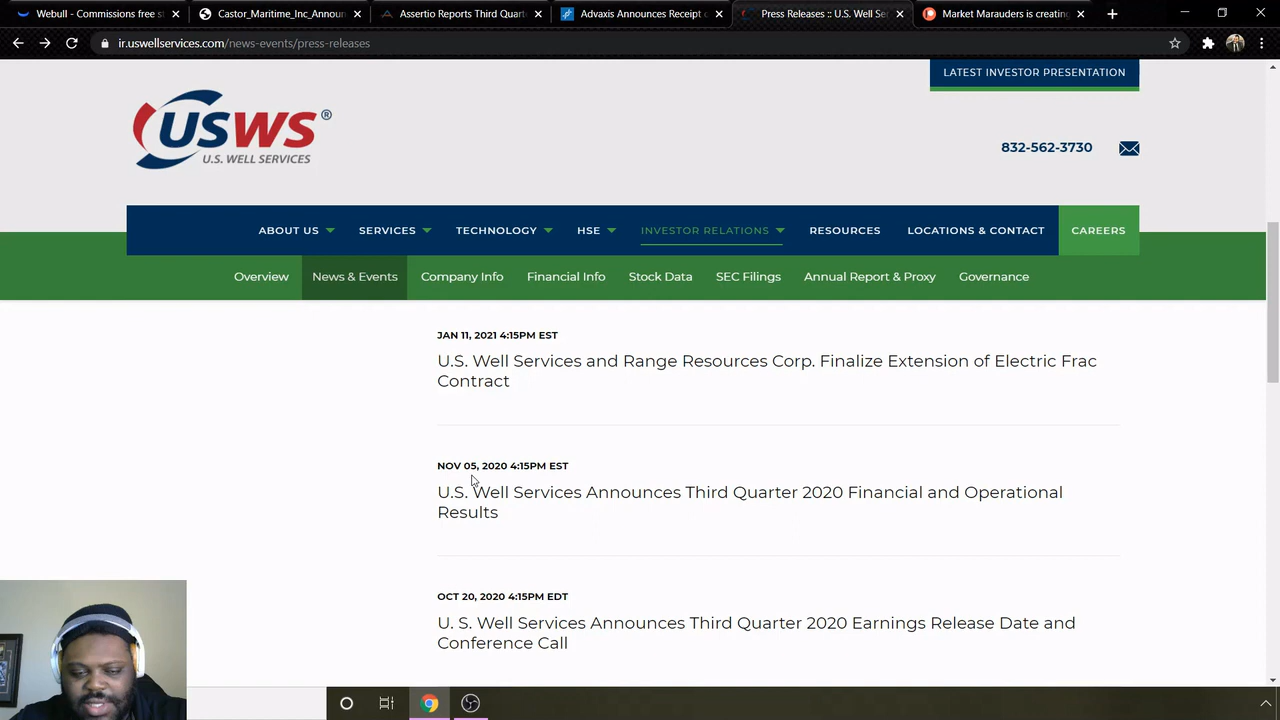 Webull - Commissions free s
Castor_Maritime_Inc_Announ
Assertio Reports Third Quart
Advaxis Announces Receipt o
Press Releases :: U.S. Well Se
Market Marauders is creating
ir.uswellservices.com/news-events/press-releases
LATEST INVESTOR PRESENTATION
USWS®
U.S. WELL SERVICES
832-562-3730
ABOUT US
SERVICES
TECHNOLOGY
HSE
INVESTOR RELATIONS
RESOURCES
LOCATIONS & CONTACT
CAREERS
Overview
News & Events
Company Info
Financial Info
Stock Data
SEC Filings
Annual Report & Proxy
Governance
JAN 11, 2021 4:15PM EST
U.S. Well Services and Range Resources Corp. Finalize Extension of Electric Frac
Contract
NOV 05, 2020 4:15PM EST
U.S. Well Services Announces Third Quarter 2020 Financial and Operational
Results
OCT 20, 2020 4:15PM EDT
U. S. Well Services Announces Third Quarter 2020 Earnings Release Date and
Conference Call